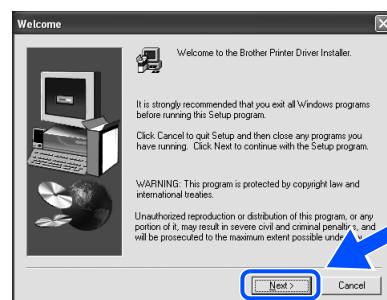 Welcome
Welcome to the Brother Printer Driver Installer.
It is strongly recommended that you exit all Windows programs
before running this Setup program.
Click Cancel to quit Setup and then close any programs you
have running. Click Next to continue with the Setup program.
WARNING: This program is protected by copyright law and
international treaties.
Unauthorized reproduction or distribution of this program, or any
portion of it, may result in severe civil and criminal penalties, and
will be prosecuted to the maximum extent possible under
Next > Cancel